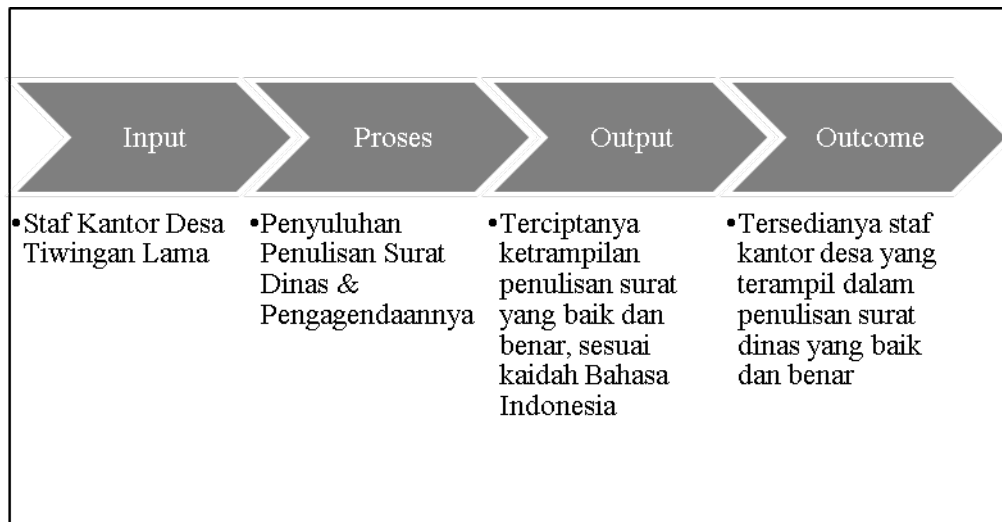 Input
Proses
Output
Outcome
•Staf Kantor Desa
Tiwingan Lama
•Penyuluhan
Penulisan Surat
Dinas &
Pengagendaannya
•Terciptanya
ketrampilan
penulisan surat
yang baik dan
benar, sesuai
kaidah Bahasa
Indonesia
•Tersedianya staf
kantor desa yang
terampil dalam
penulisan surat
dinas yang baik
dan benar